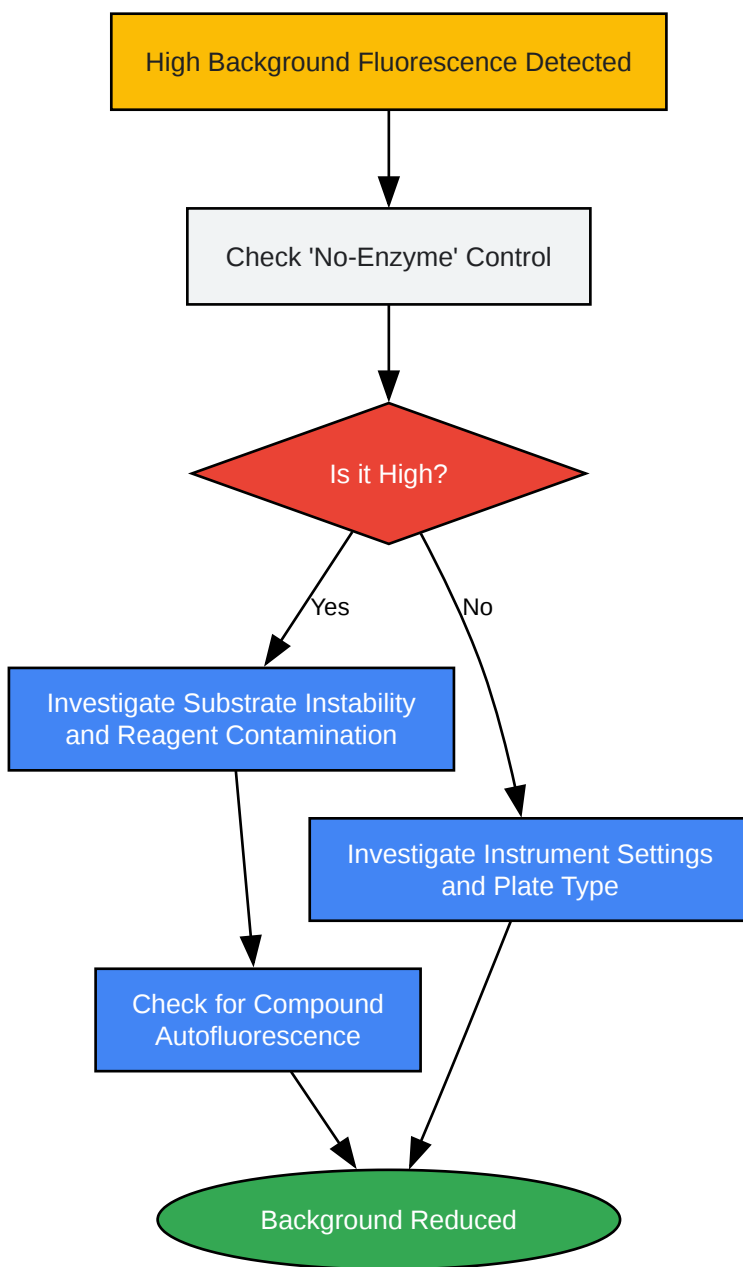 High Background Fluorescence Detected
Check 'No-Enzyme' Control
Is it High?
Yes
No
Investigate Substrate Instability
and Reagent Contamination
Investigate Instrument Settings
and Plate Type
Check for Compound
Autofluorescence
Background Reduced